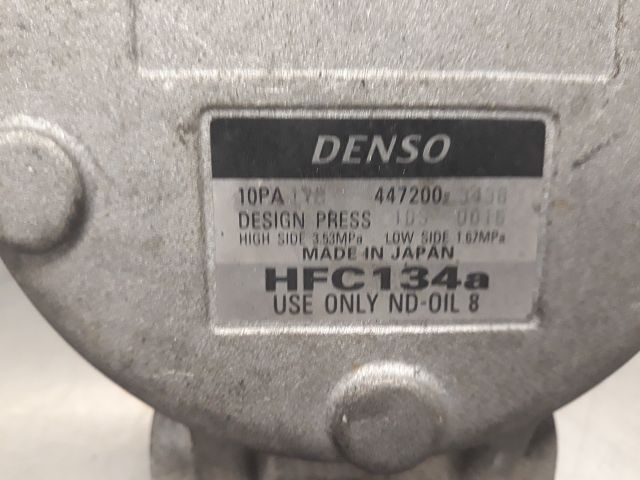 DENSO
10PA 447200
DESIGN PRESS
HIGH SIDE 3.53MPa LOW SIDE 1.67MPa
MADE IN JAPAN
HFC134a
USE ONLY ND-OIL 8